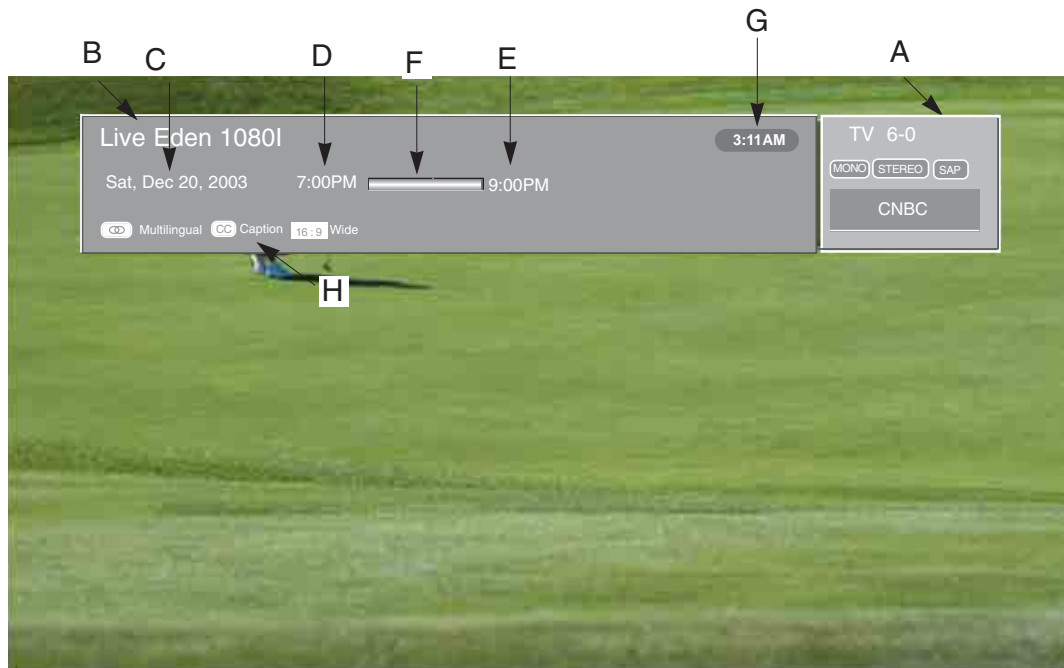 G
B C D F E A
Live Eden 1080I 3:11AM TV 6-0
Sat, Dec 20, 2003 7:00PM 9:00PM MONO STEREO SAP
CNBC
Multilingual CC Caption 16:9 Wide
H